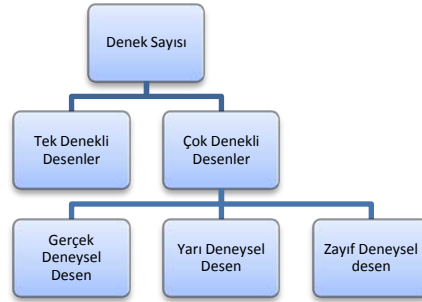 Denek Sayısı
Tek Denekli
Desenler
Çok Denekli
Desenler
Gerçek
Deneysel
Desen
Yarı Deneysel
Desen
Zayıf Deneysel
desen